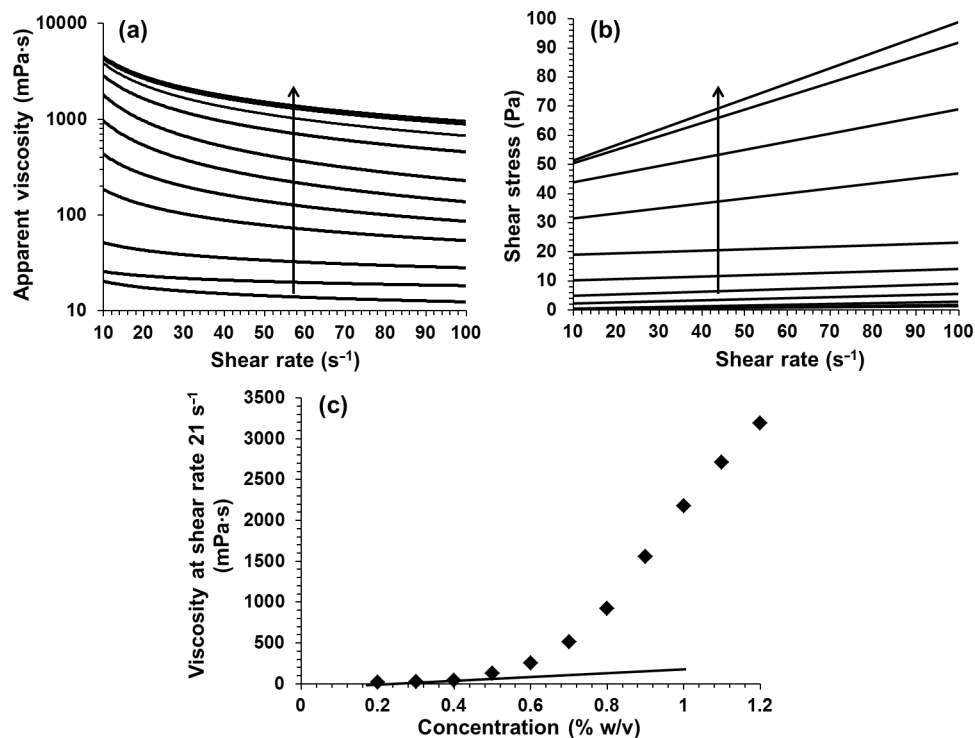 (a)
Apparent viscosity (mPa·s)
10000
1000
100
10
10 20 30 40 50 60 70 80 90 100
Shear rate (s⁻¹)
(b)
Shear stress (Pa)
100
90
80
70
60
50
40
30
20
10
0
10 20 30 40 50 60 70 80 90 100
Shear rate (s⁻¹)
(c)
Viscosity at shear rate 21 s⁻¹
(mPa·s)
3500
3000
2500
2000
1500
1000
500
0
0 0.2 0.4 0.6 0.8 1 1.2
Concentration (% w/v)